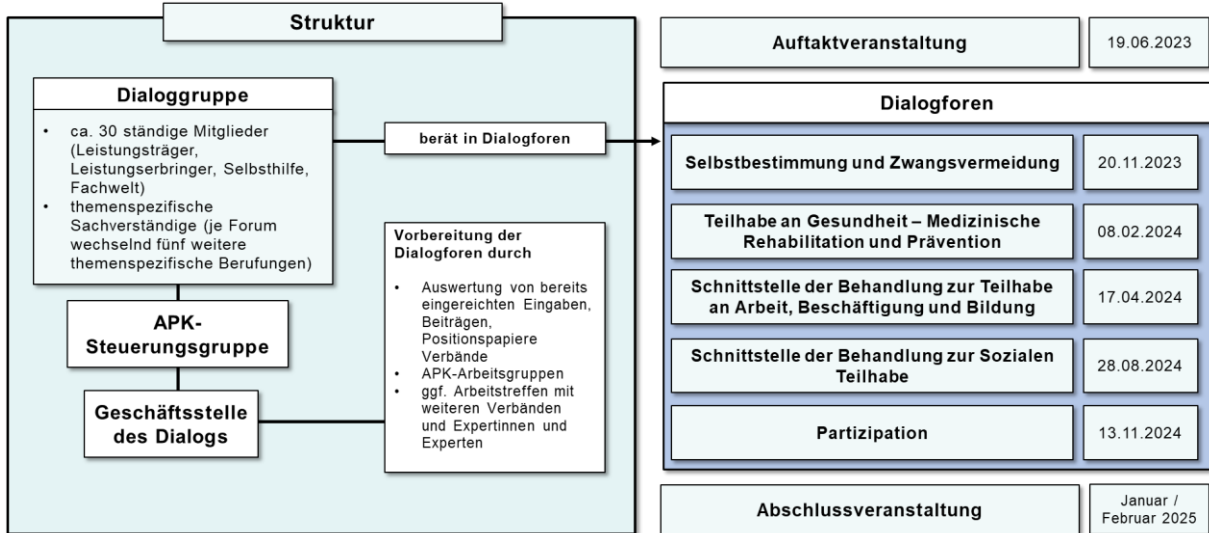 Struktur
Dialoggruppe
• ca. 30 ständige Mitglieder
(Leistungsträger,
Leistungserbringer, Selbsthilfe,
Fachwelt)
• themenspezifische
Sachverständige (je Forum
wechselnd fünf weitere
themenspezifische Berufungen)
berät in Dialogforen
APK-
Steuerungsgruppe
Geschäftsstelle
des Dialogs
Vorbereitung der
Dialogforen durch
• Auswertung von bereits
eingereichten Eingaben,
Beiträgen,
Positionspapiere
Verbände
• APK-Arbeitsgruppen
• ggf. Arbeitstreffen mit
weiteren Verbänden
und Expertinnen und
Experten
Auftaktveranstaltung 19.06.2023
Dialogforen
Selbstbestimmung und Zwangsvermeidung 20.11.2023
Teilhabe an Gesundheit – Medizinische
Rehabilitation und Prävention 08.02.2024
Schnittstelle der Behandlung zur Teilhabe
an Arbeit, Beschäftigung und Bildung 17.04.2024
Schnittstelle der Behandlung zur Sozialen
Teilhabe 28.08.2024
Partizipation 13.11.2024
Abschlussveranstaltung
Januar /
Februar 2025